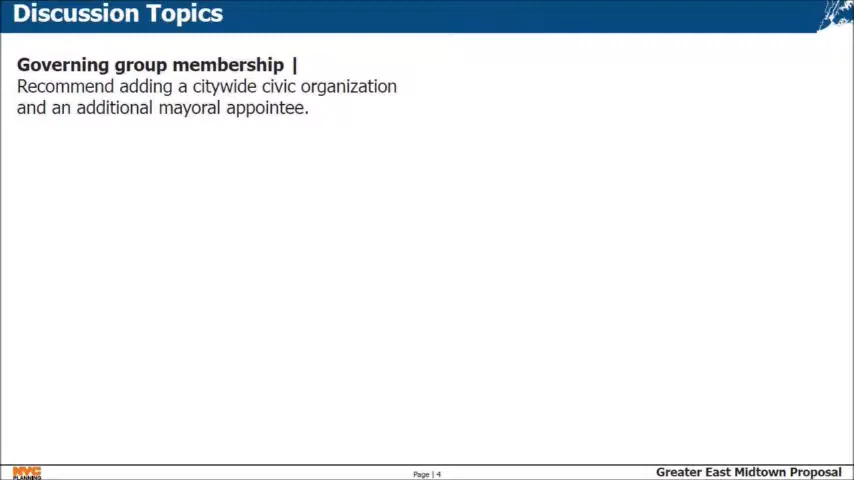 Discussion Topics
Governing group membership |
Recommend adding a citywide civic organization
and an additional mayoral appointee.
NYC
PLANNING
Page | 4
Greater East Midtown Proposal